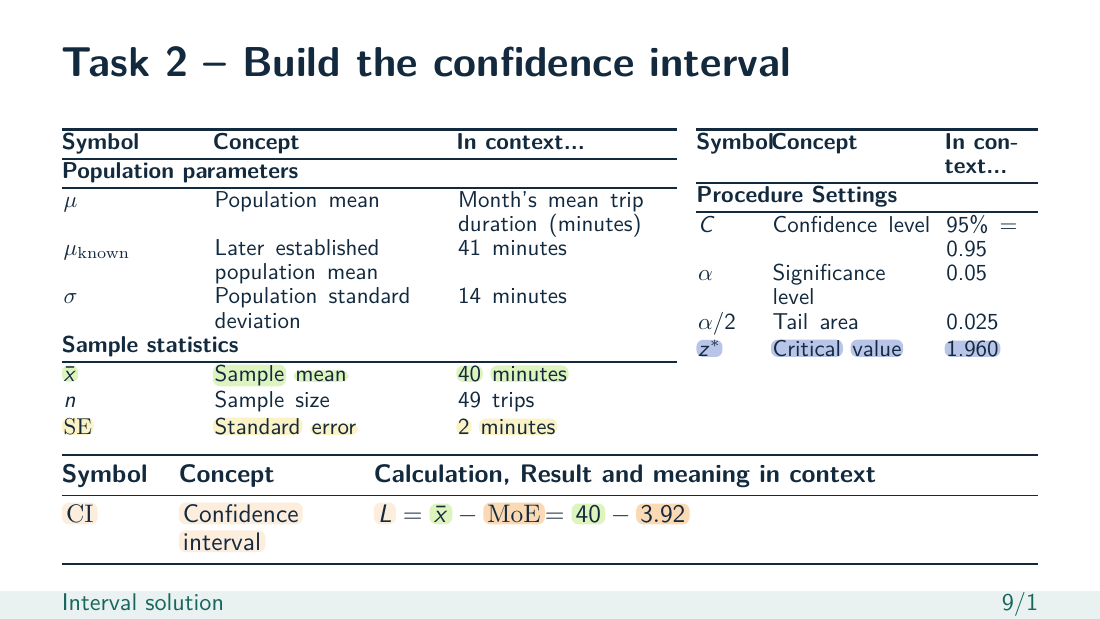 Task 2 – Build the confidence interval
Symbol Concept In context...
Population parameters
μ Population mean Month's mean trip
duration (minutes)
μknown Later established 41 minutes
population mean
σ Population standard 14 minutes
deviation
Sample statistics
x̄ Sample mean 40 minutes
n Sample size 49 trips
SE Standard error 2 minutes
Symbol Concept In con-
text...
Procedure Settings
C Confidence level 95% =
0.95
α Significance 0.05
level
α/2 Tail area 0.025
z* Critical value 1.960
Symbol Concept Calculation, Result and meaning in context
CI Confidence L = x̄ − MoE = 40 − 3.92
interval
Interval solution 9/1